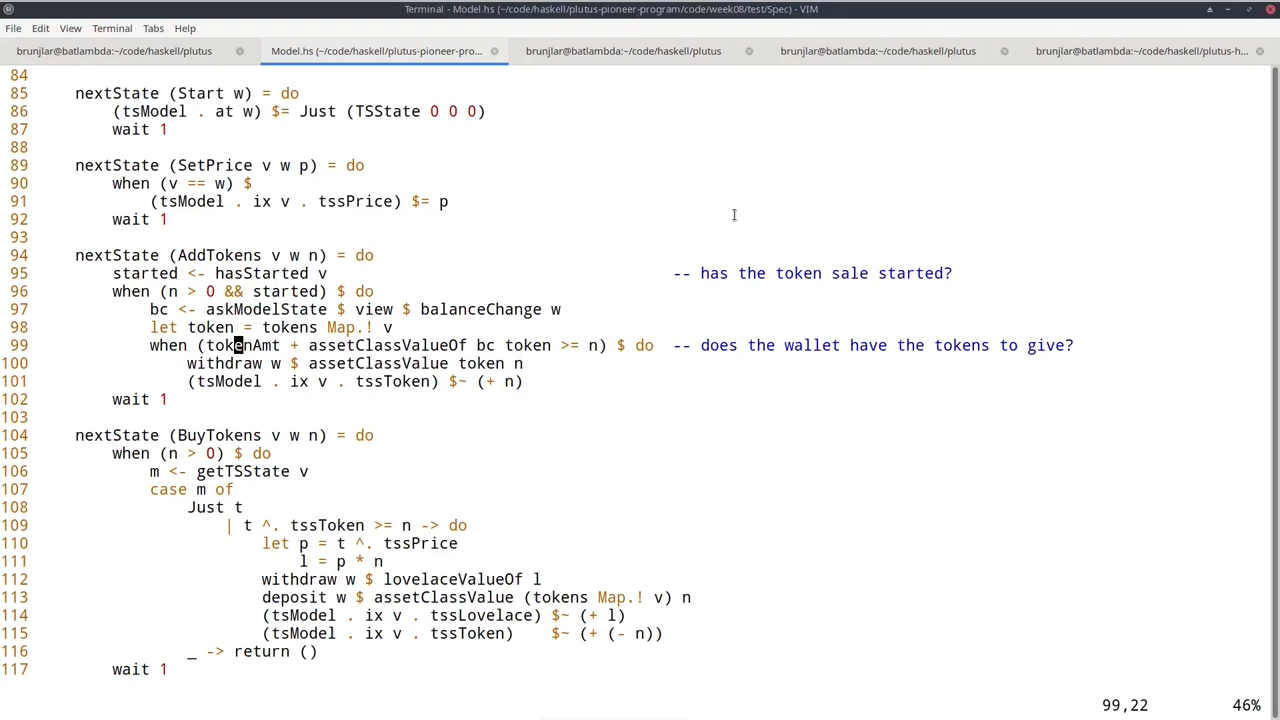 Terminal - Model.hs (~/code/haskell/plutus-pioneer-program/code/week08/test/Spec) - VIM
File Edit View Terminal Tabs Help
brunjlar@batlambda:~/code/haskell/plutus Model.hs (~/code/haskell/plutus-pioneer-pro... brunjlar@batlambda:~/code/haskell/plutus brunjlar@batlambda:~/code/haskell/plutus brunjlar@batlambda:~/code/haskell/plutus-h...
84
85     nextState (Start w) = do
86         (tsModel . at w) $= Just (TSState 0 0 0)
87         wait 1
88
89     nextState (SetPrice v w p) = do
90         when (v == w) $
91             (tsModel . ix v . tssPrice) $= p
92         wait 1
93
94     nextState (AddTokens v w n) = do
95         started <- hasStarted v                                     -- has the token sale started?
96         when (n > 0 && started) $ do
97             bc <- askModelState $ view $ balanceChange w
98             let token = tokens Map.! v
99             when (tokenAmt + assetClassValueOf bc token >= n) $ do  -- does the wallet have the tokens to give?
100                 withdraw w $ assetClassValue token n
101                 (tsModel . ix v . tssToken) $~ (+ n)
102         wait 1
103
104     nextState (BuyTokens v w n) = do
105         when (n > 0) $ do
106             m <- getTSState v
107             case m of
108                 Just t
109                     | t ^. tssToken >= n -> do
110                         let p = t ^. tssPrice
111                             l = p * n
112                         withdraw w $ lovelaceValueOf l
113                         deposit w $ assetClassValue (tokens Map.! v) n
114                         (tsModel . ix v . tssLovelace) $~ (+ l)
115                         (tsModel . ix v . tssToken)    $~ (+ (- n))
116                 _ -> return ()
117         wait 1
99,22 46%